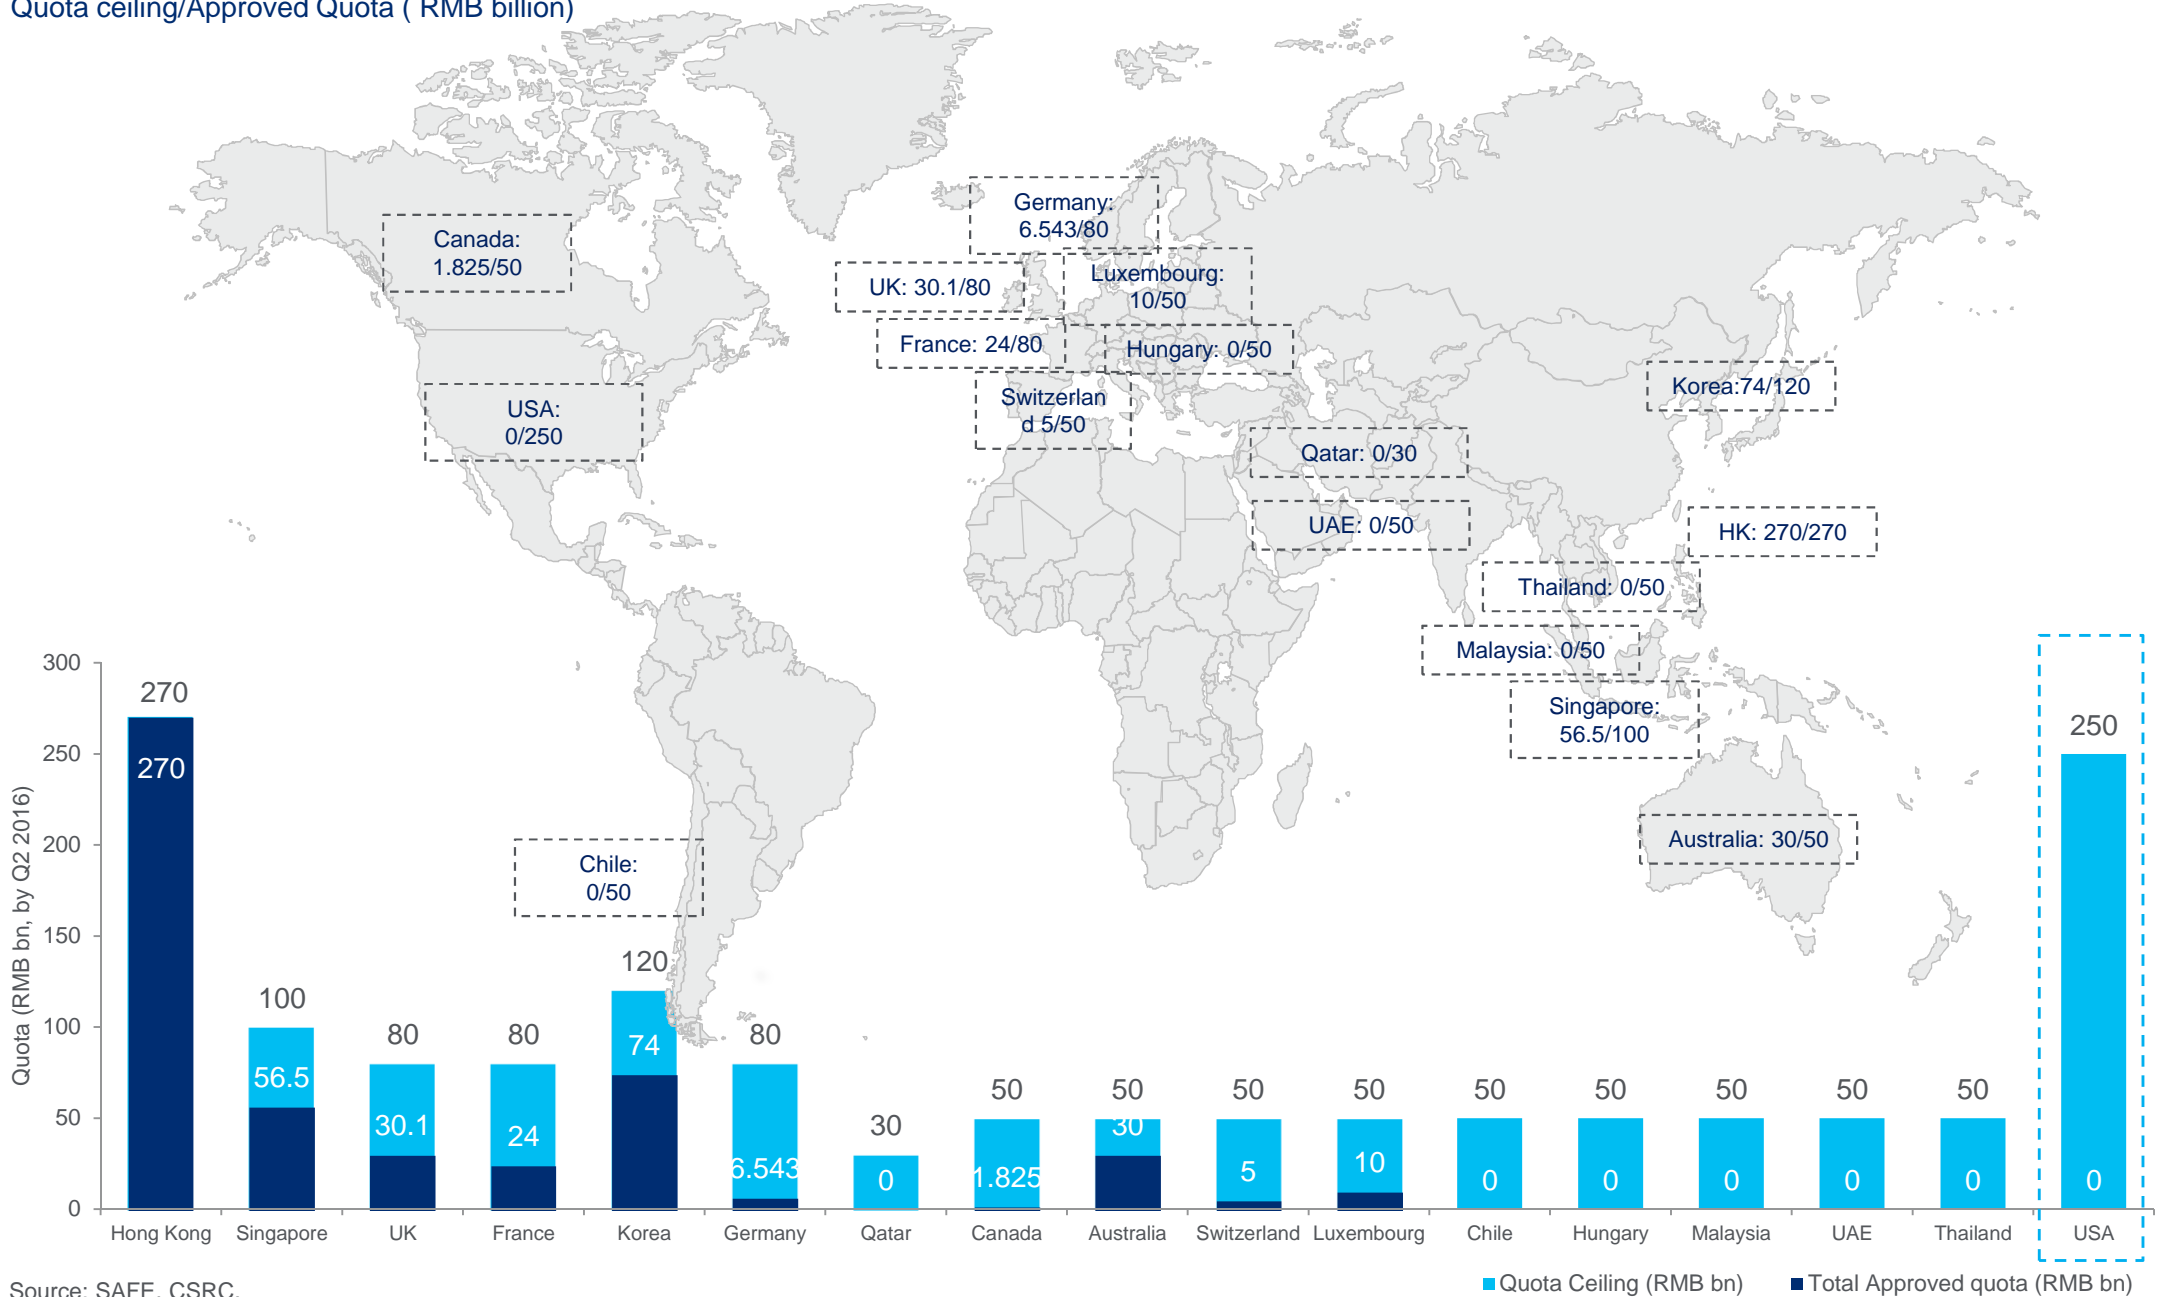 Quota ceiling/Approved Quota ( RMB billion)
Germany:
6.543/80
Canada:
1.825/50
UK: 30.1/80
Luxembourg:
10/50
France: 24/80
Hungary: 0/50
Switzerlan
d 5/50
Korea:74/120
USA:
0/250
Qatar: 0/30
UAE: 0/50
HK: 270/270
Thailand: 0/50
Malaysia: 0/50
Singapore:
56.5/100
Australia: 30/50
Chile:
0/50
Quota (RMB bn, by Q2 2016)
300
250
200
150
100
50
0
270
100
80
80
120
80
30
50
50
50
50
50
50
50
50
50
250
270
56.5
30.1
24
74
6.543
0
1.825
30
5
10
0
0
0
0
0
0
Hong Kong
Singapore
UK
France
Korea
Germany
Qatar
Canada
Australia
Switzerland
Luxembourg
Chile
Hungary
Malaysia
UAE
Thailand
USA
Quota Ceiling (RMB bn)
Total Approved quota (RMB bn)
Source: SAFE, CSRC,